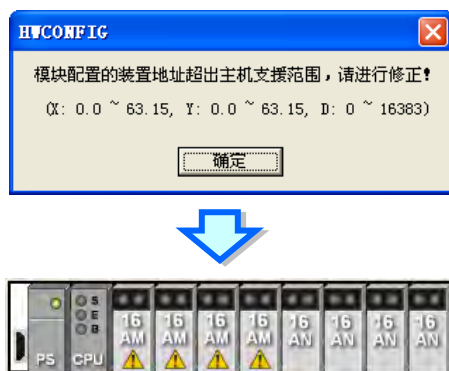 HWCONFIG
模块配置的装置地址超出主机支援范围，请进行修正！
(X: 0.0 ~ 63.15, Y: 0.0 ~ 63.15, D: 0 ~ 16383)
确定
S
E
B
16 16 16 16 16 16 16 16
AM AM AM AM AN AN AN AN
PS CPU